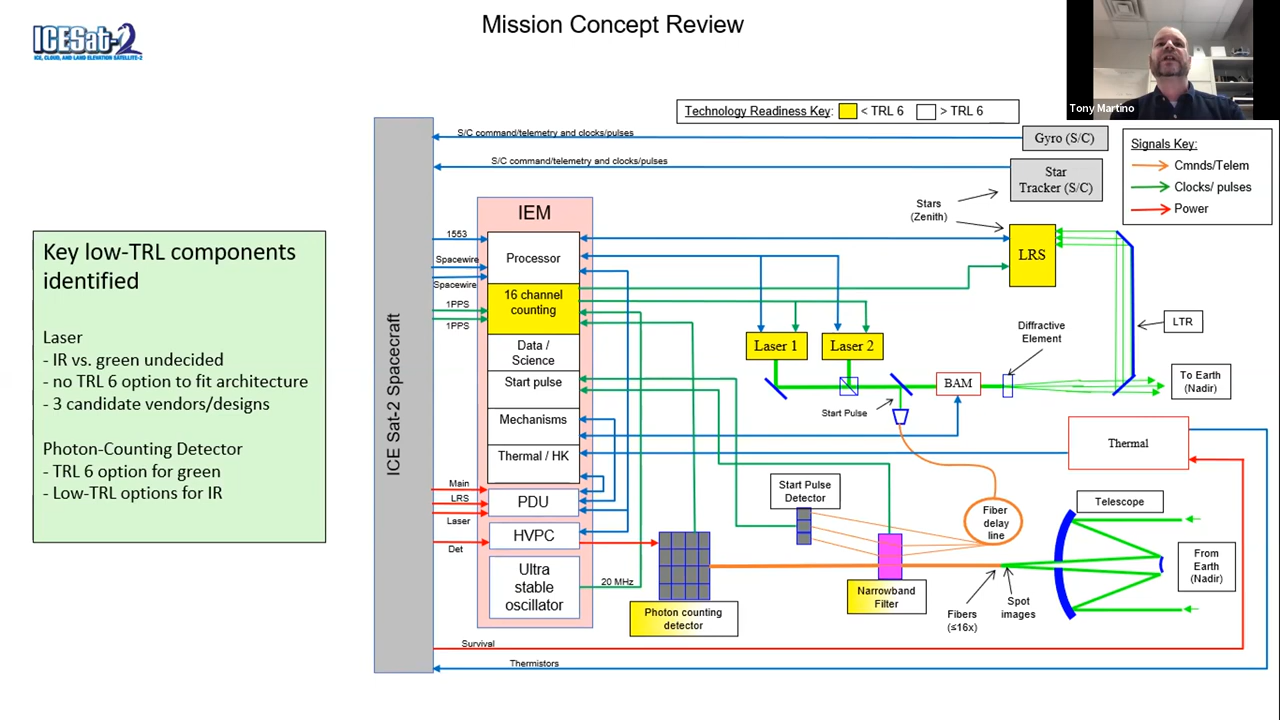 Mission Concept Review
ICESat-2
ICE, CLOUD, AND LAND ELEVATION SATELLITE-2
Tony Martino
Technology Readiness Key:
< TRL 6
> TRL 6
Signals Key:
Cmnds/Telem
Clocks/ pulses
Power
Key low-TRL components
identified
Laser
- IR vs. green undecided
- no TRL 6 option to fit architecture
- 3 candidate vendors/designs
Photon-Counting Detector
- TRL 6 option for green
- Low-TRL options for IR
ICE Sat-2 Spacecraft
S/C command/telemetry and clocks/pulses
Gyro (S/C)
S/C command/telemetry and clocks/pulses
Star
Tracker (S/C)
Stars
(Zenith)
IEM
1553
Spacewire
Spacewire
1PPS
1PPS
Processor
16 channel
counting
Data /
Science
Start pulse
Mechanisms
Thermal / HK
PDU
HVPC
Ultra
stable
oscillator
Main
LRS
Laser
Det
20 MHz
LRS
Laser 1
Laser 2
Start Pulse
BAM
Diffractive
Element
LTR
To Earth
(Nadir)
Thermal
Start Pulse
Detector
Fiber
delay
line
Telescope
From
Earth
(Nadir)
Photon counting
detector
Narrowband
Filter
Fibers
(≤16x)
Spot
images
Survival
Thermistors